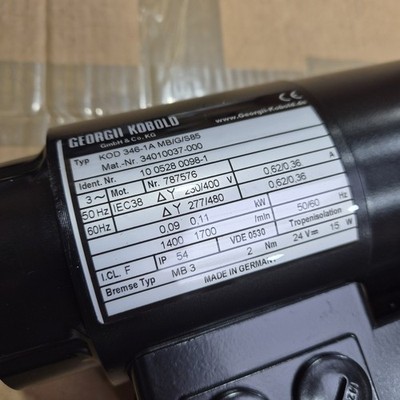 GEORGII KOBOLD
GmbH & Co. KG
www.Georgii-Kobold.de
CE
Typ KOD 346-1A MB/G/S85
Mat.-Nr. 34010037-000
Ident. Nr. 10 0528 0098-1
3~ Mot. Nr. 787576
50 Hz IEC38 Δ Y 230/400 V 0.62/0.36 A
60Hz Δ Y 277/480 0.62/0.36
0.09 0.11 kW 50/60 Hz
1400 1700 /min Tropenisolation
I.CL. F IP 54 VDE 0530 24 V 15 W
Bremse Typ MB 3 2 Nm
MADE IN GERMANY